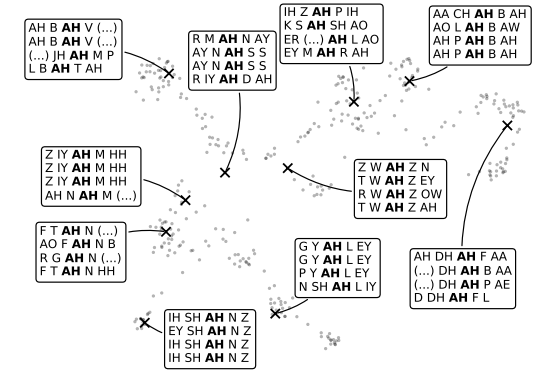 AH B AH V (...)
AH B AH V (...)
(...) JH AH M P
L B AH T AH
R M AH N AY
AY N AH S S
AY N AH S S
R IY AH D AH
IH Z AH P IH
K S AH SH AO
ER (...) AH L AO
EY M AH R AH
AA CH AH B AH
AO L AH B AW
AH P AH B AH
AH P AH B AH
Z IY AH M HH
Z IY AH M HH
Z IY AH M HH
AH N AH M (...)
Z W AH Z N
T W AH Z EY
R W AH Z OW
T W AH Z AH
F T AH N (...)
AO F AH N B
R G AH N (...)
F T AH N HH
G Y AH L EY
G Y AH L EY
P Y AH L EY
N SH AH L IY
AH DH AH F AA
(...) DH AH B AA
(...) DH AH P AE
D DH AH F L
IH SH AH N Z
EY SH AH N Z
IH SH AH N Z
IH SH AH N Z